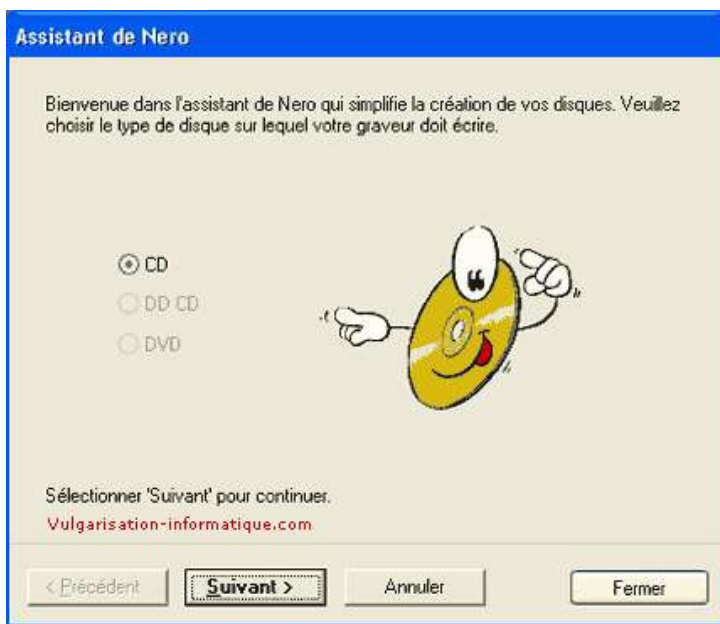 Assistant de Nero
Bienvenue dans l'assistant de Nero qui simplifie la création de vos disques. Veuillez
choisir le type de disque sur lequel votre graveur doit écrire.
CD
DD CD
DVD
Sélectionner 'Suivant' pour continuer.
Vulgarisation-informatique.com
< Précédent
Suivant >
Annuler
Fermer